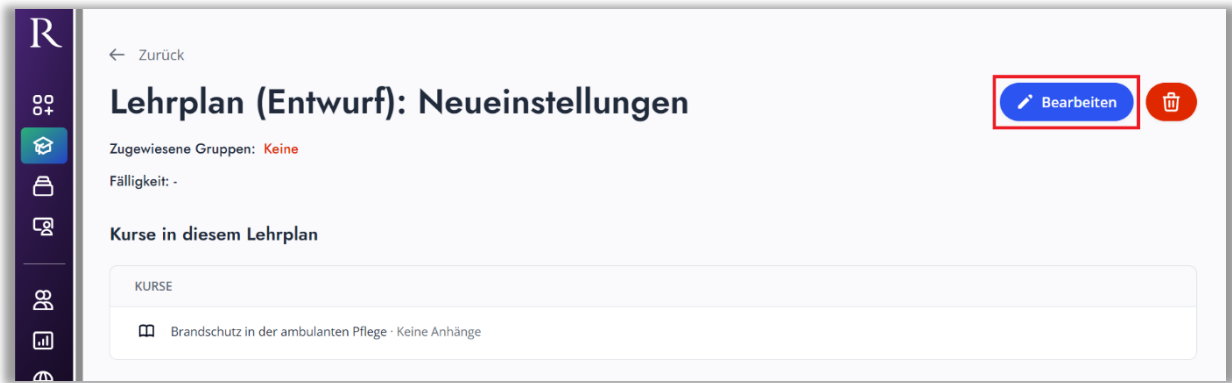 R
← Zurück
Lehrplan (Entwurf): Neueinstellungen
Bearbeiten
Zugewiesene Gruppen: Keine
Fälligkeit: -
Kurse in diesem Lehrplan
KURSE
Brandschutz in der ambulanten Pflege · Keine Anhänge